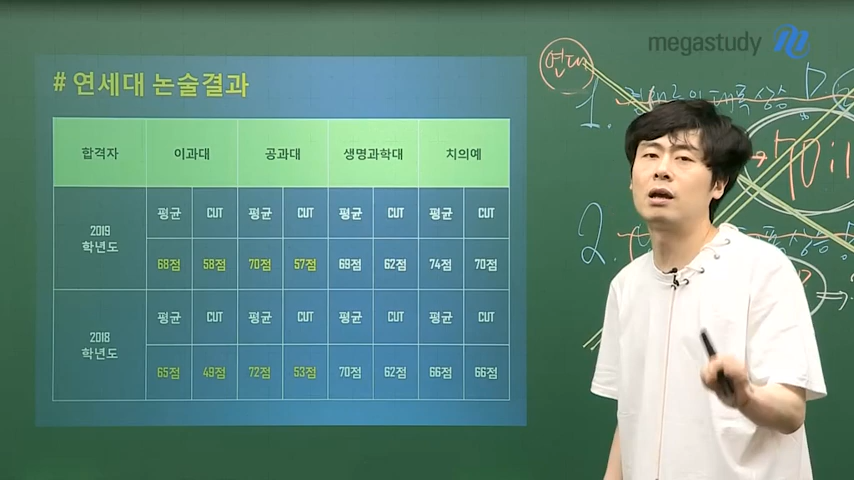 megastudy
# 연세대 논술결과
합격자 이과대 공과대 생명과학대 치의예
2019 학년도
평균 CUT 평균 CUT 평균 CUT 평균 CUT
68점 58점 70점 57점 69점 62점 74점 70점
2018 학년도
평균 CUT 평균 CUT 평균 CUT 평균 CUT
65점 49점 72점 53점 70점 62점 66점 66점
연대
1.
2.